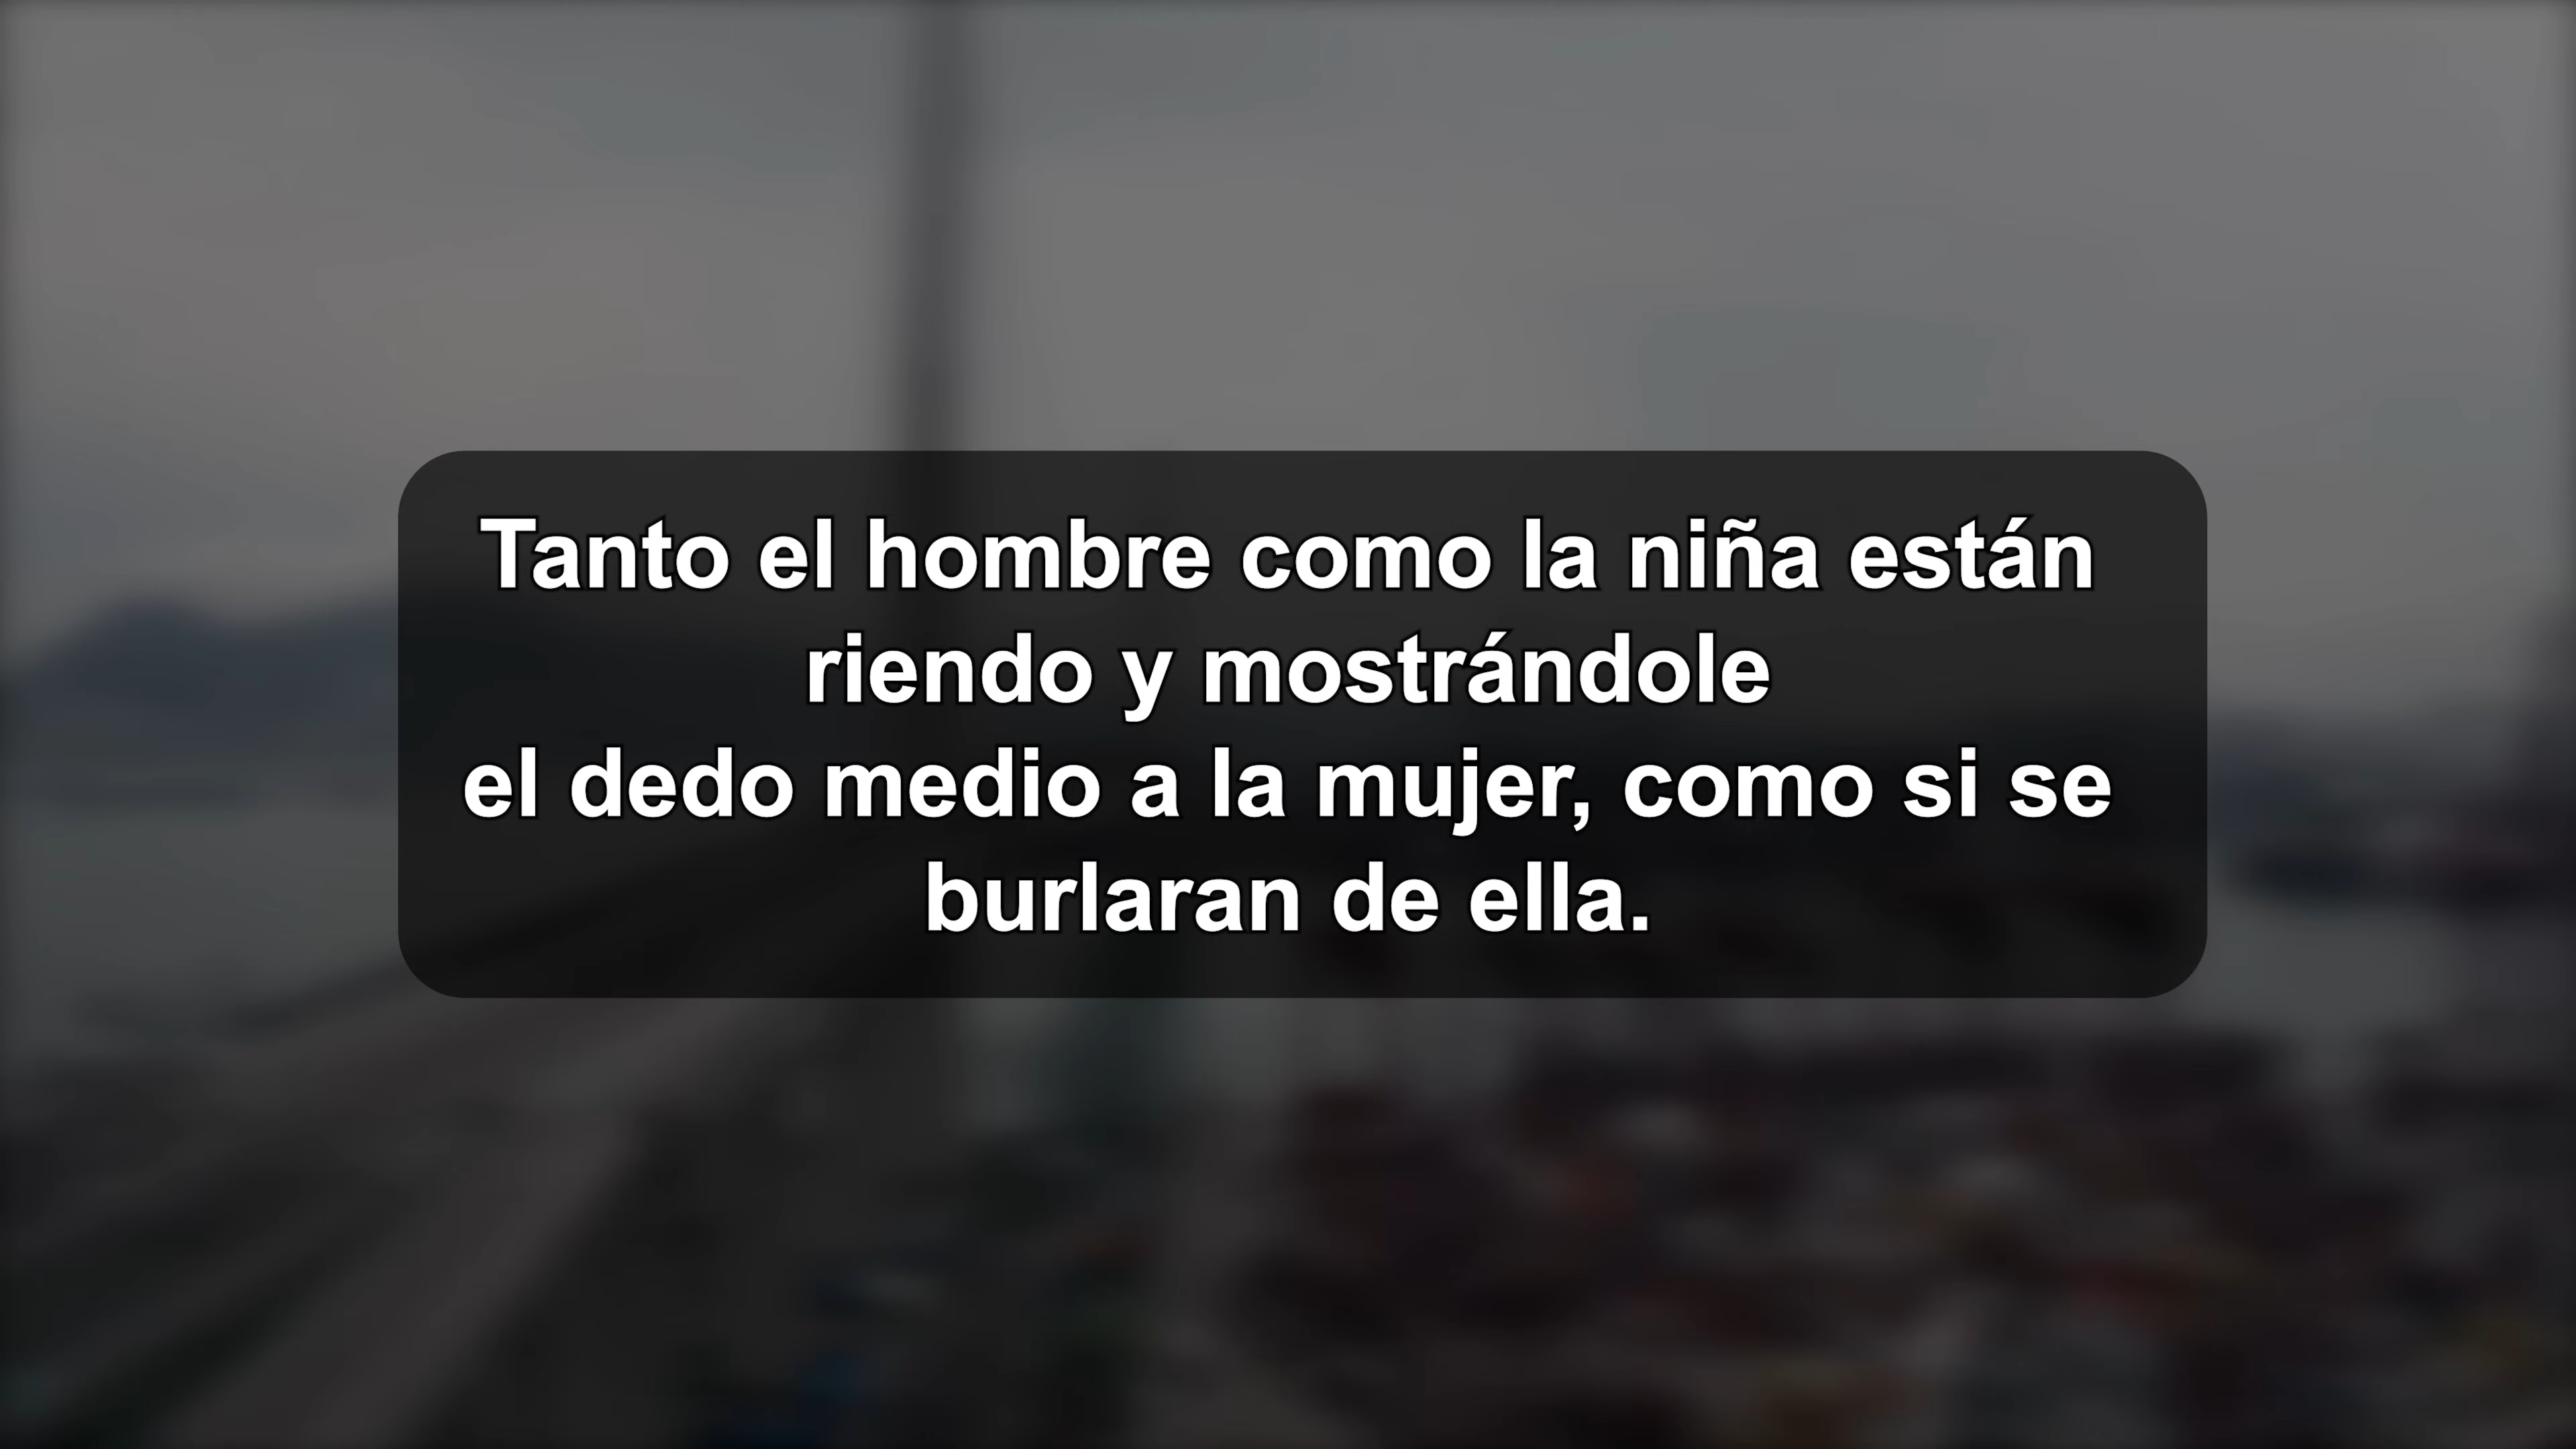 Tanto el hombre como la niña están
riendo y mostrándole
el dedo medio a la mujer, como si se
burlaran de ella.